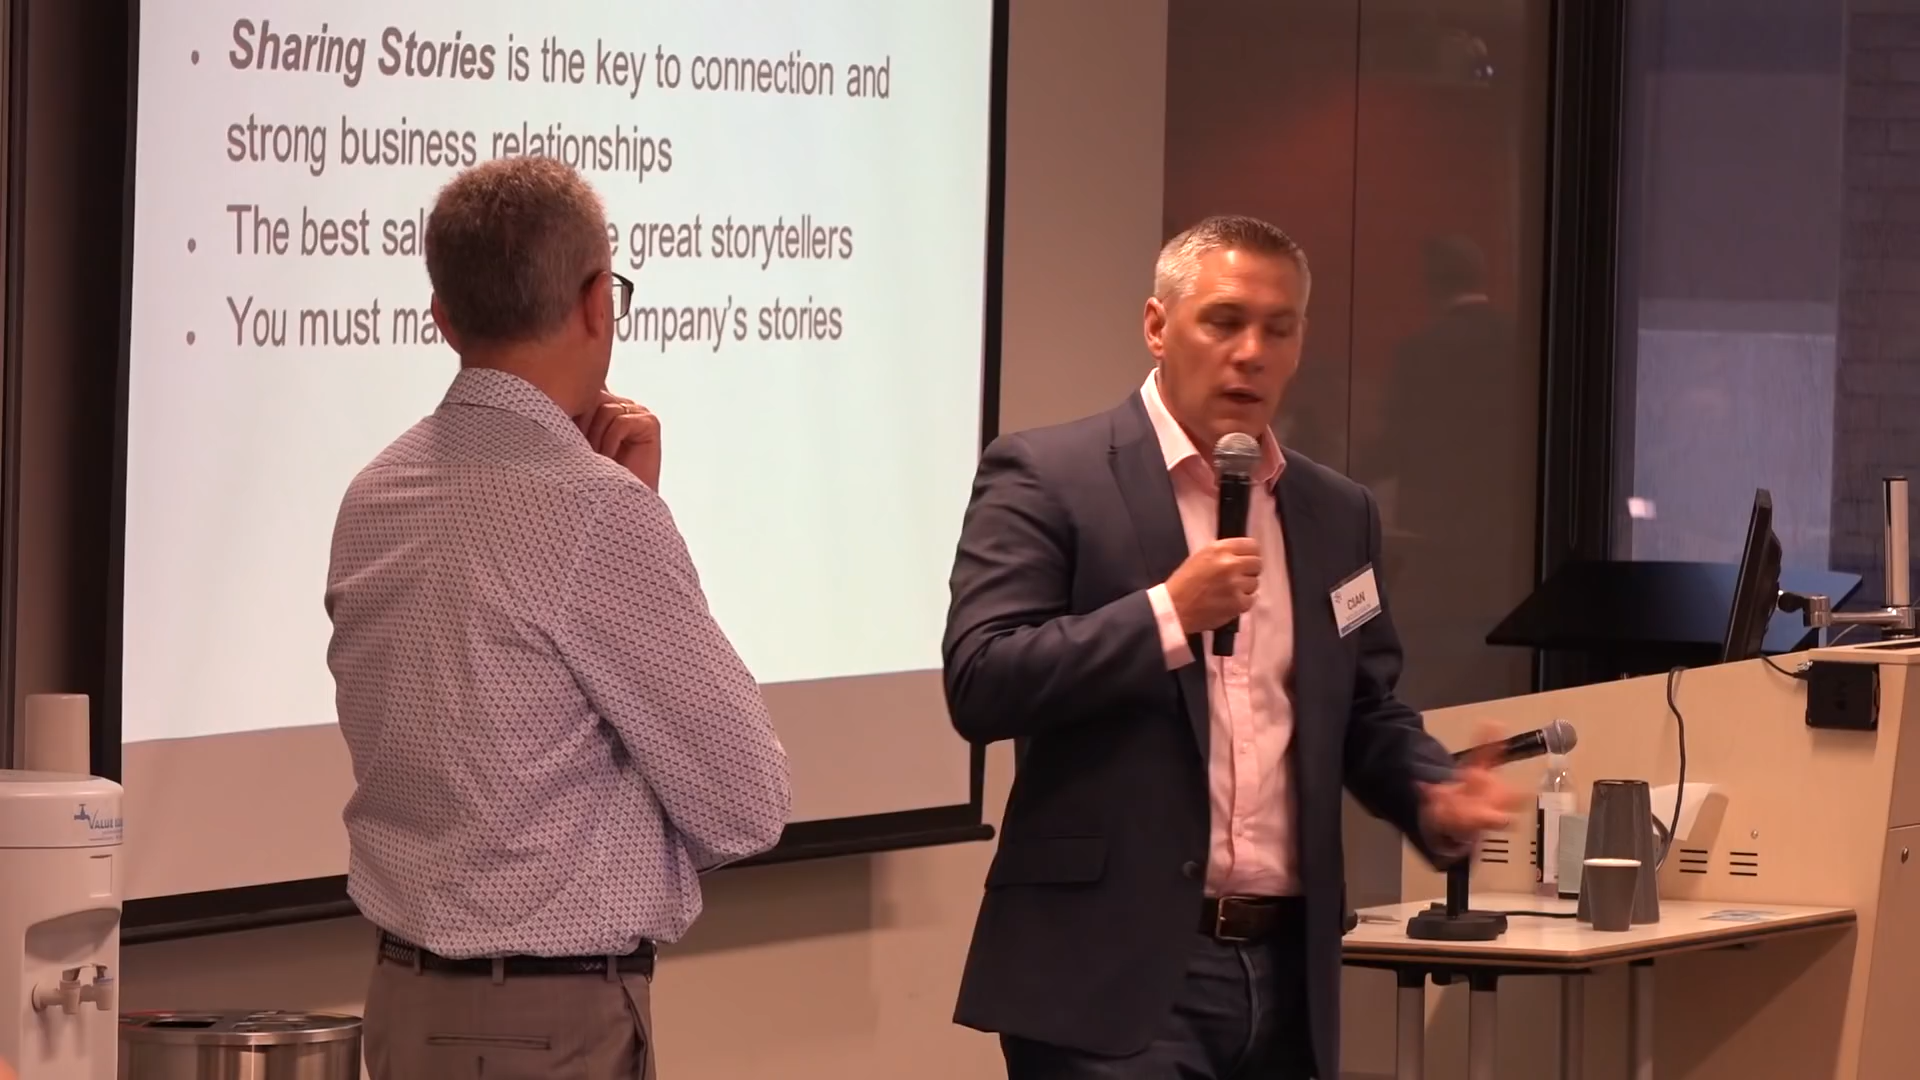 Sharing Stories is the key to connection and
strong business relationships
The best sal e great storytellers
You must ma ompany's stories
CIAN
VALUE